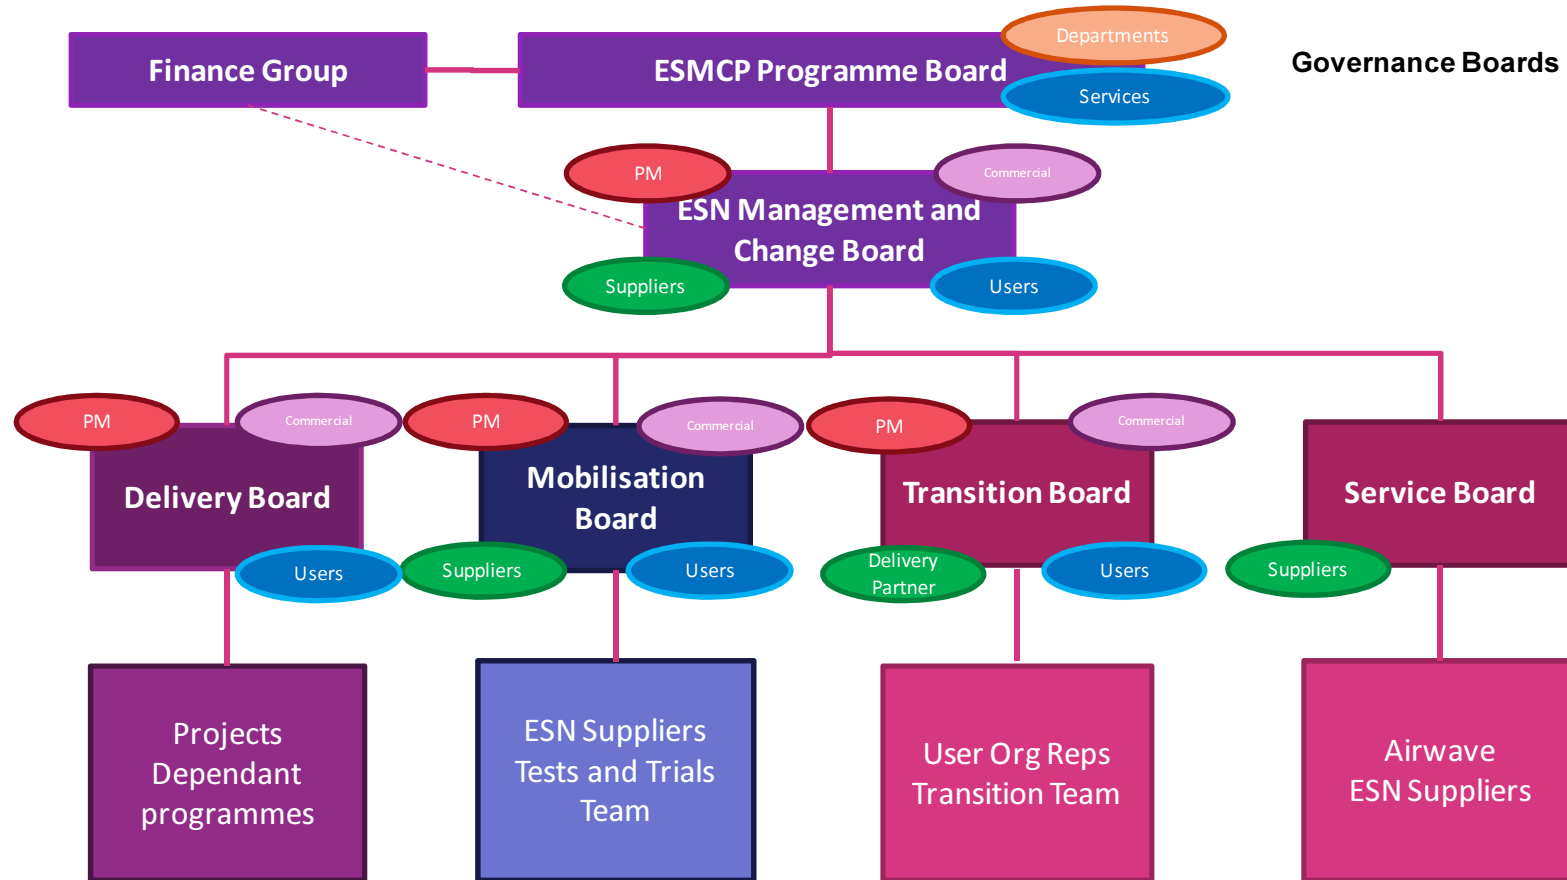 Departments
Finance Group
ESMCP Programme Board
Governance Boards
Services
PM
Commercial
ESN Management and
Change Board
Suppliers
Users
PM
Commercial
PM
Commercial
PM
Commercial
Delivery Board
Mobilisation
Board
Transition Board
Service Board
Users
Suppliers
Users
Delivery
Partner
Users
Suppliers
Projects
Dependant
programmes
ESN Suppliers
Tests and Trials
Team
User Org Reps
Transition Team
Airwave
ESN Suppliers